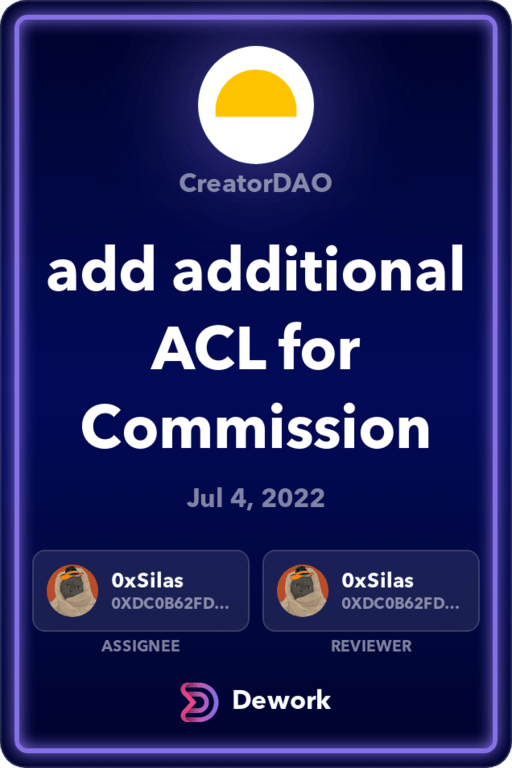 CreatorDAO
add additional
ACL for
Commission
Jul 4, 2022
0xSilas
0XDC0B62FD...
0xSilas
0XDC0B62FD...
ASSIGNEE
REVIEWER
Dework